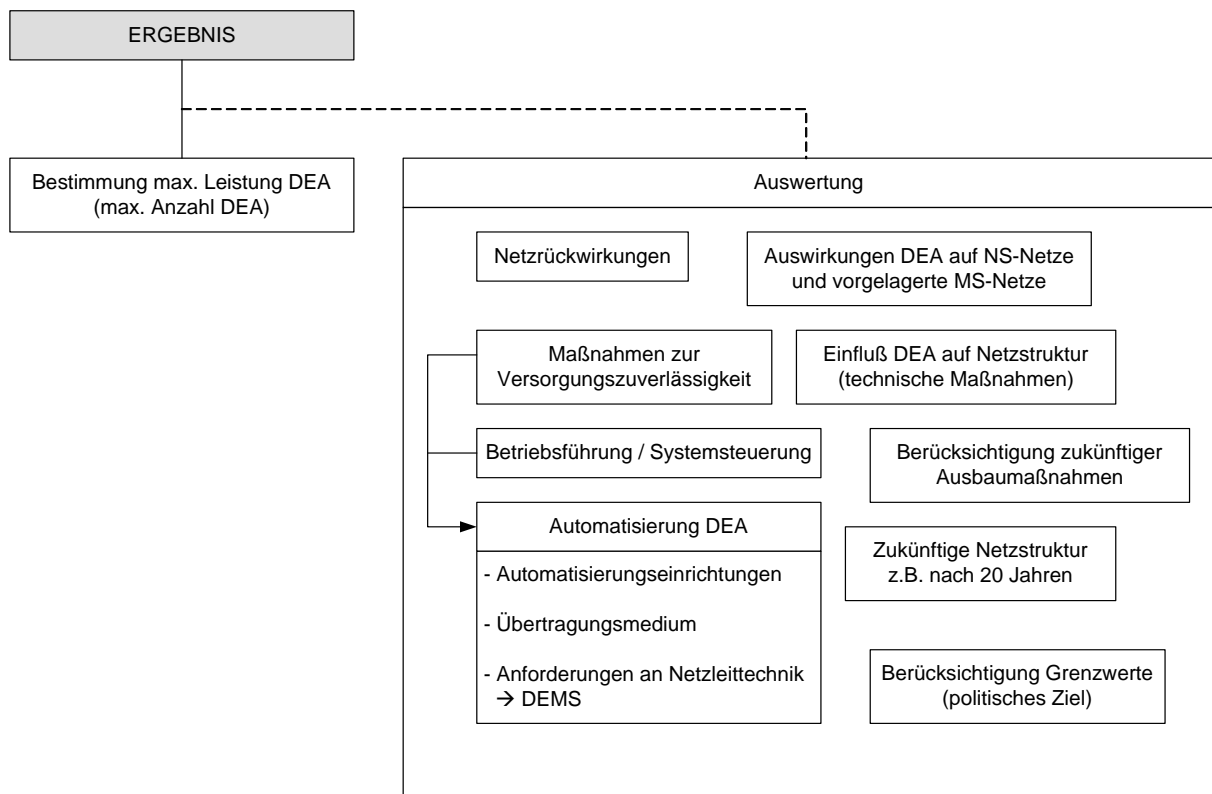 ERGEBNIS
Bestimmung max. Leistung DEA
(max. Anzahl DEA)
Auswertung
Netzrückwirkungen
Auswirkungen DEA auf NS-Netze
und vorgelagerte MS-Netze
Maßnahmen zur
Versorgungszuverlässigkeit
Einfluß DEA auf Netzstruktur
(technische Maßnahmen)
Betriebsführung / Systemsteuerung
Berücksichtigung zukünftiger
Ausbaumaßnahmen
Automatisierung DEA
- Automatisierungseinrichtungen
- Übertragungsmedium
- Anforderungen an Netzleittechnik
→ DEMS
Zukünftige Netzstruktur
z.B. nach 20 Jahren
Berücksichtigung Grenzwerte
(politisches Ziel)